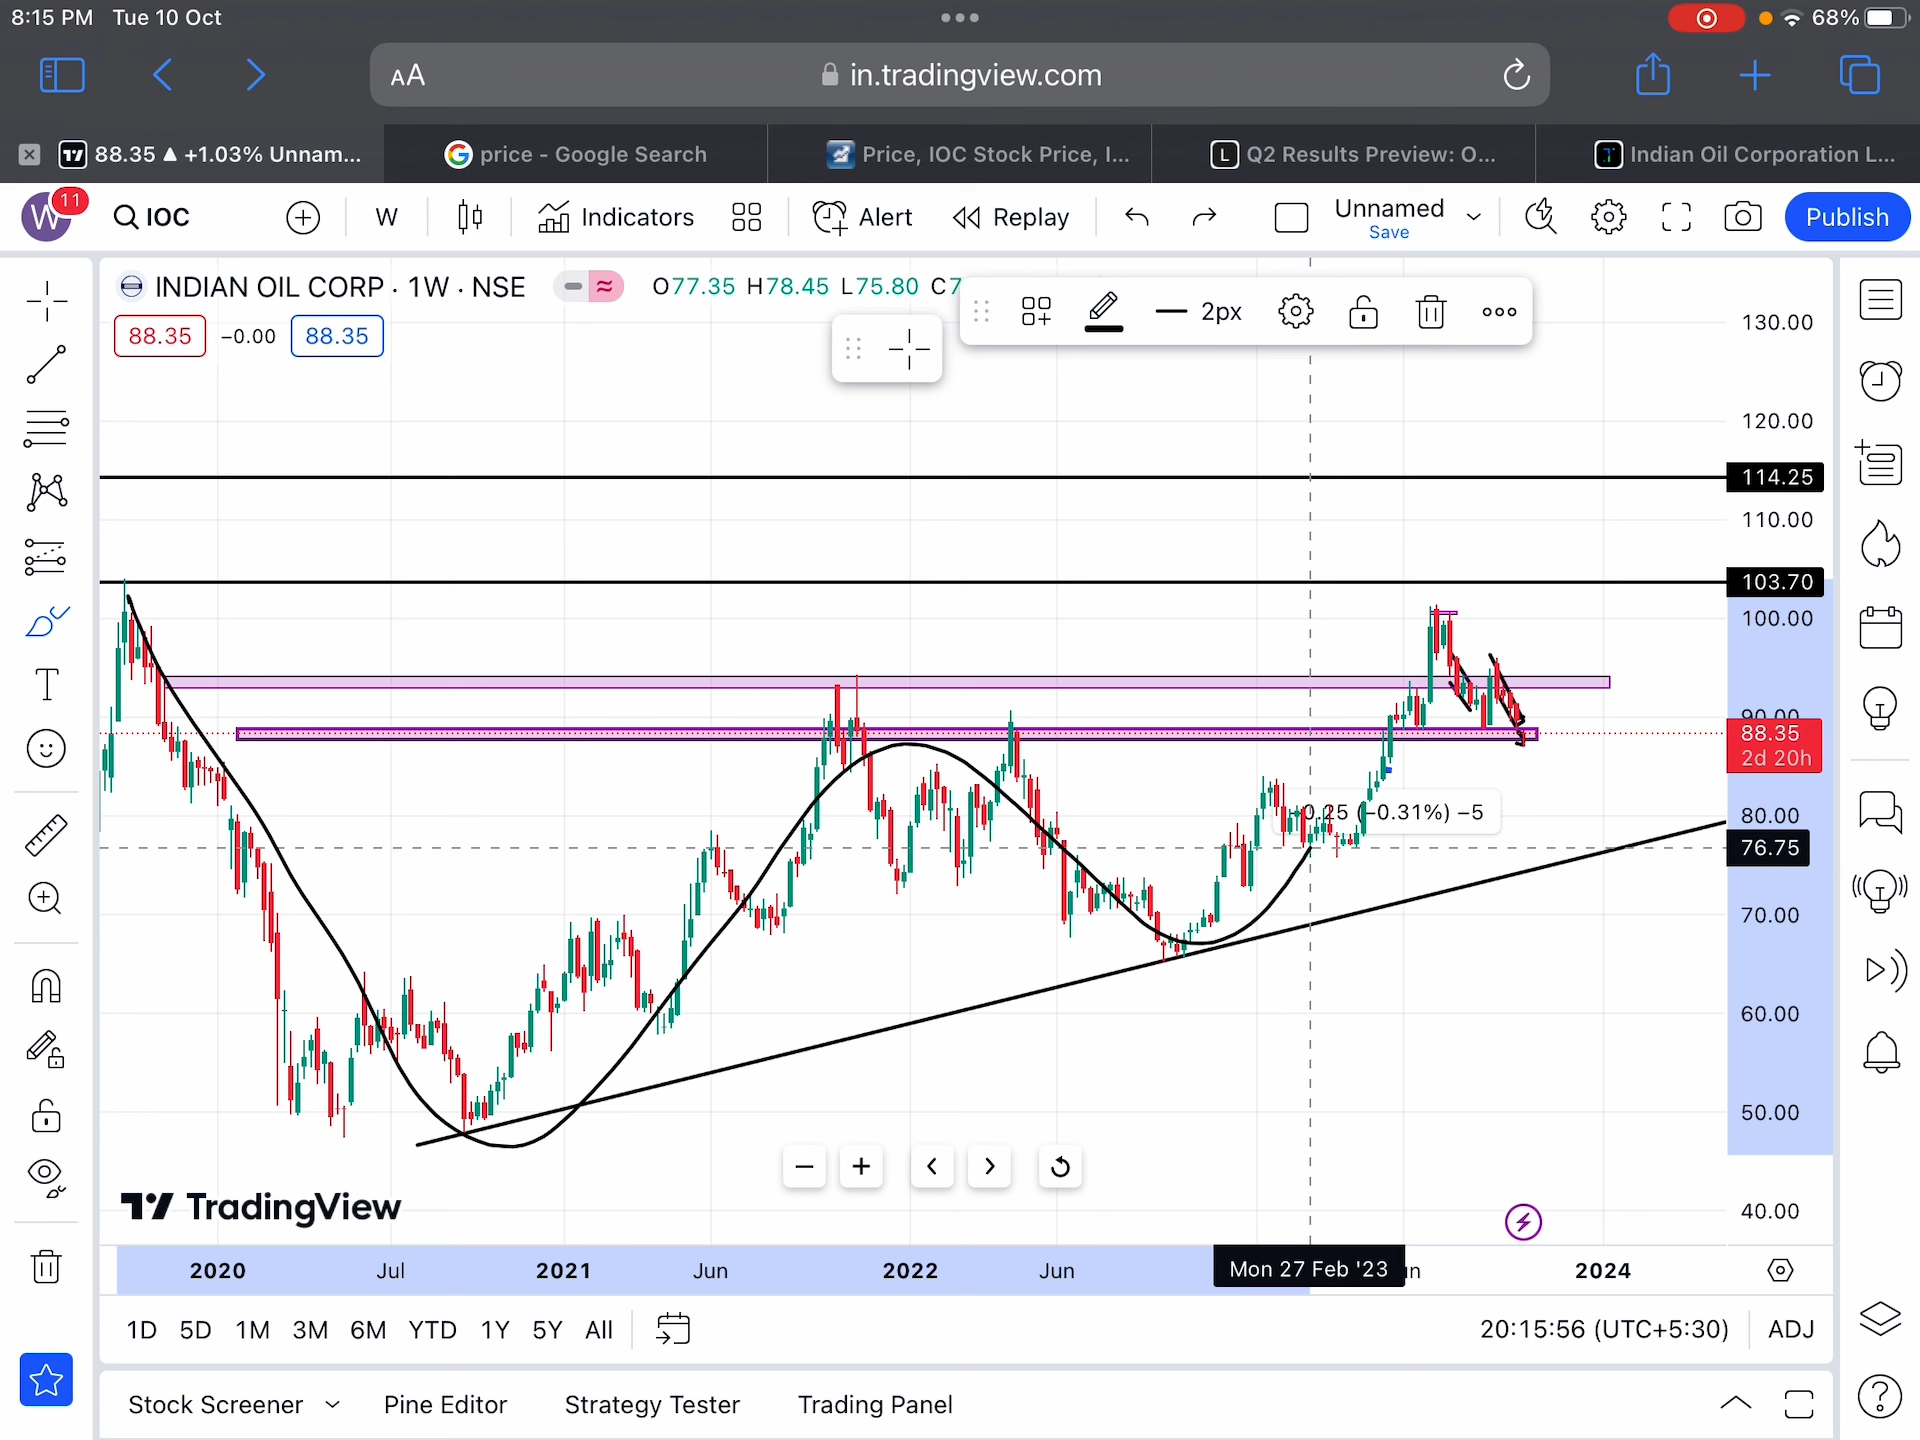 8:15 PM Tue 10 Oct
68%
AA
in.tradingview.com
88.35 ▲ +1.03% Unnam...
price - Google Search
Price, IOC Stock Price, I...
Q2 Results Preview: O...
Indian Oil Corporation L...
W 11
IOC
W
Indicators
Alert
Replay
Unnamed
Save
Publish
INDIAN OIL CORP · 1W · NSE
O77.35 H78.45 L75.80 C7
2px
88.35 −0.00 88.35
130.00
120.00
114.25
110.00
103.70
100.00
90.00
88.35
2d 20h
−0.25 (−0.31%) −5
80.00
76.75
70.00
60.00
50.00
40.00
TradingView
2020 Jul 2021 Jun 2022 Jun Mon 27 Feb '23 2024
1D 5D 1M 3M 6M YTD 1Y 5Y All
20:15:56 (UTC+5:30) ADJ
Stock Screener Pine Editor Strategy Tester Trading Panel